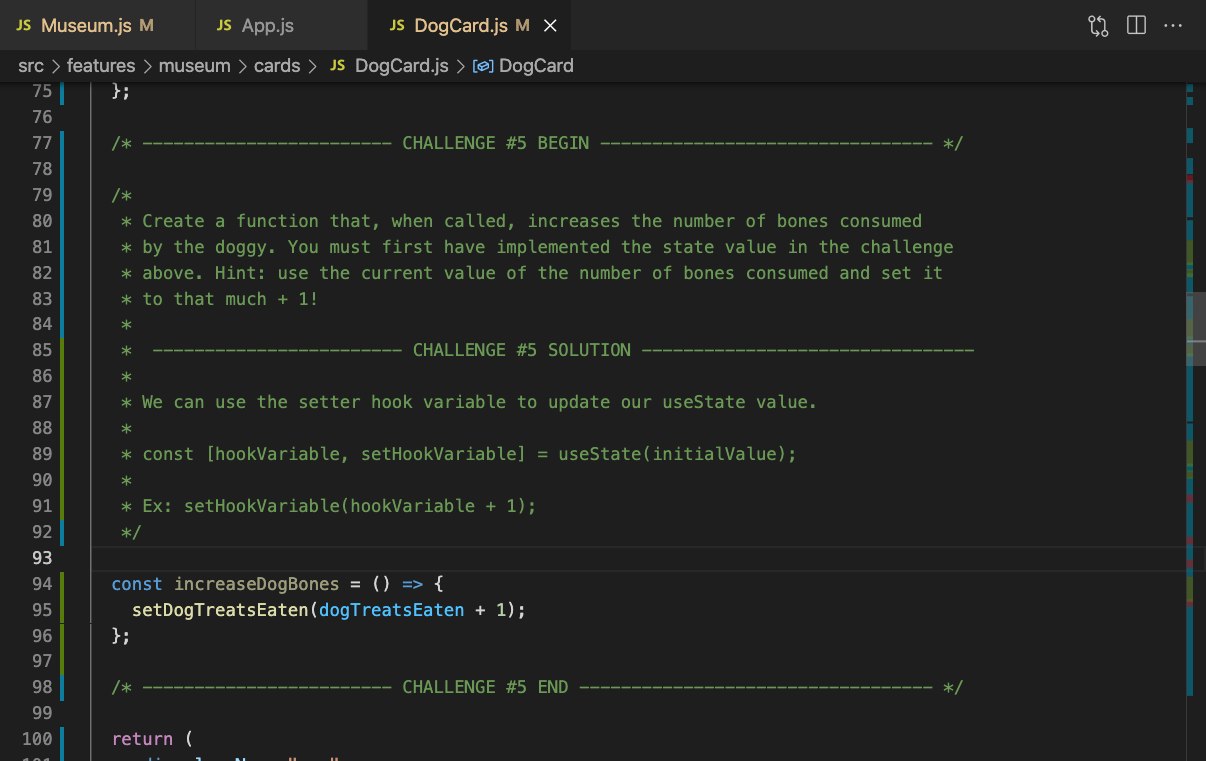 JS Museum.js M JS App.js JS DogCard.js M ×
src > features > museum > cards > JS DogCard.js > DogCard
75 };
76
77 /* ------------------------ CHALLENGE #5 BEGIN -------------------------------- */
78
79 /*
80 * Create a function that, when called, increases the number of bones consumed
81 * by the doggy. You must first have implemented the state value in the challenge
82 * above. Hint: use the current value of the number of bones consumed and set it
83 * to that much + 1!
84 *
85 * ------------------------ CHALLENGE #5 SOLUTION --------------------------------
86 *
87 * We can use the setter hook variable to update our useState value.
88 *
89 * const [hookVariable, setHookVariable] = useState(initialValue);
90 *
91 * Ex: setHookVariable(hookVariable + 1);
92 */
93
94 const increaseDogBones = () => {
95 setDogTreatsEaten(dogTreatsEaten + 1);
96 };
97
98 /* ------------------------ CHALLENGE #5 END ---------------------------------- */
99
100 return (